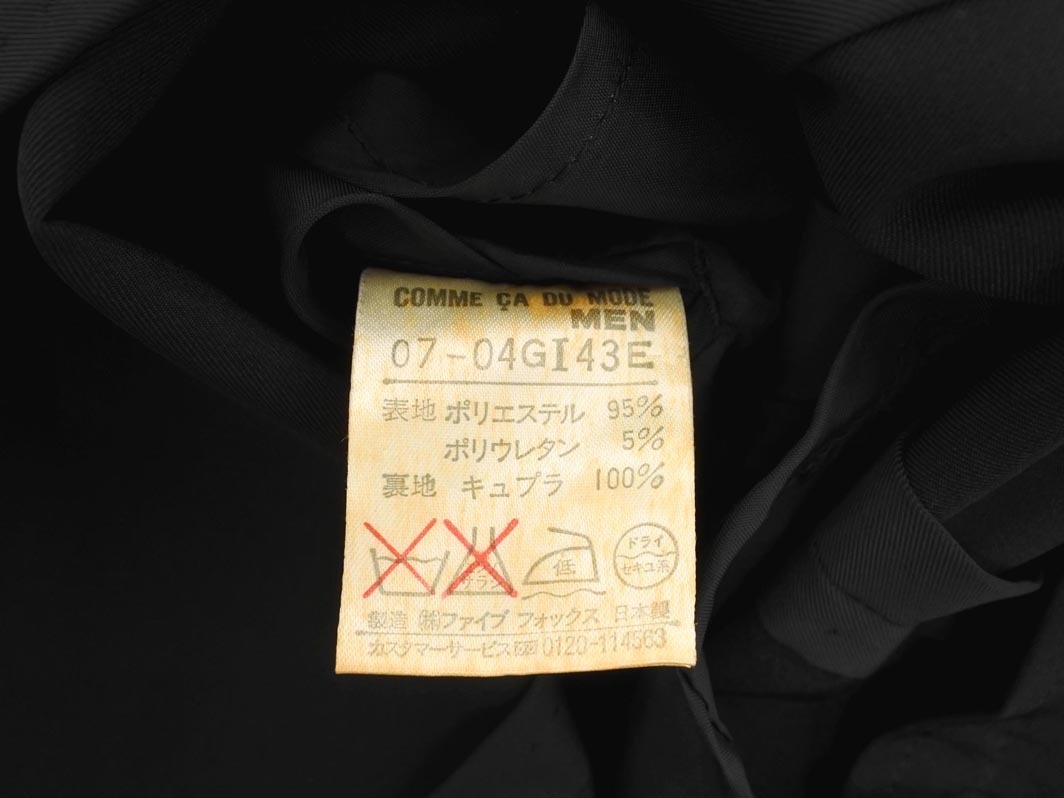 COMME ÇA DU MODE
MEN
07-04GI43E
表地 ポリエステル 95%
ポリウレタン 5%
裏地 キュプラ 100%
サラシ 低 ドライ
セキユ系
製造 ㈱ファイブ フォックス 日本製
カスタマーサービス 0120-114563